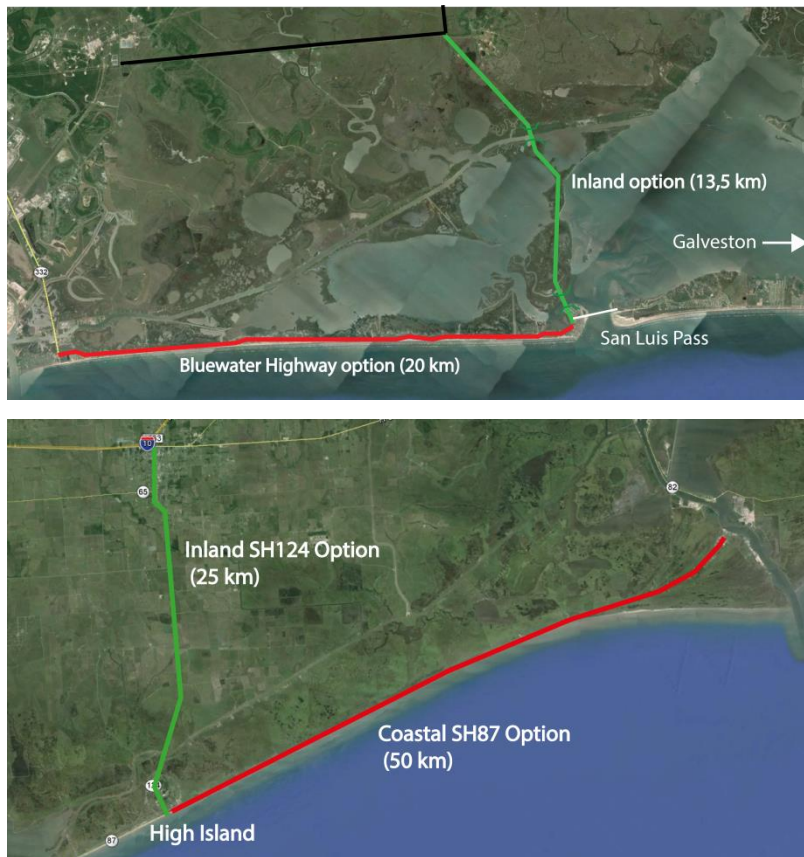 332
Inland option (13,5 km)
Galveston
San Luis Pass
Bluewater Highway option (20 km)
10
65
82
Inland SH124 Option
(25 km)
Coastal SH87 Option
(50 km)
High Island
87